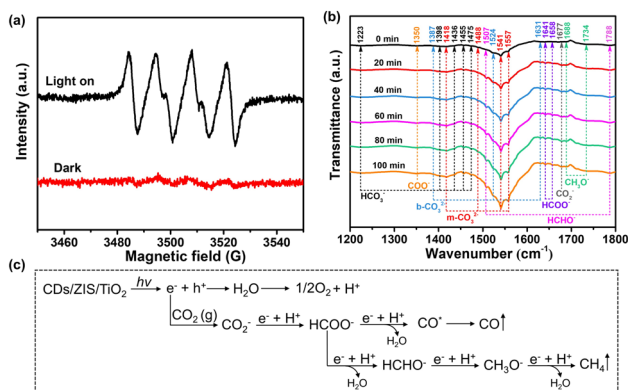 (a)
Intensity (a.u.)
Light on
Dark
3460 3480 3500 3520 3540
Magnetic field (G)
(b)
Transmittance (a.u.)
1223 1350 1387 1398 1418 1436 1455 1475 1488 1507 1524 1541 1557 1631 1641 1658 1677 1688 1734 1788
0 min
20 min
40 min
60 min
80 min
100 min
HCO₃⁻
COO⁻
b-CO₃²⁻
m-CO₃²⁻
CH₃O⁻
CO₂⁻
HCOO⁻
HCHO⁻
1200 1300 1400 1500 1600 1700 1800
Wavenumber (cm⁻¹)
(c)
CDs/ZIS/TiO₂ hν e⁻ + h⁺ → H₂O → 1/2O₂ + H⁺
CO₂ (g) CO₂⁻ e⁻ + H⁺ HCOO⁻ e⁻ + H⁺ H₂O CO* → CO↑
e⁻ + H⁺ H₂O HCHO⁻ e⁻ + H⁺ CH₃O⁻ e⁻ + H⁺ H₂O CH₄↑